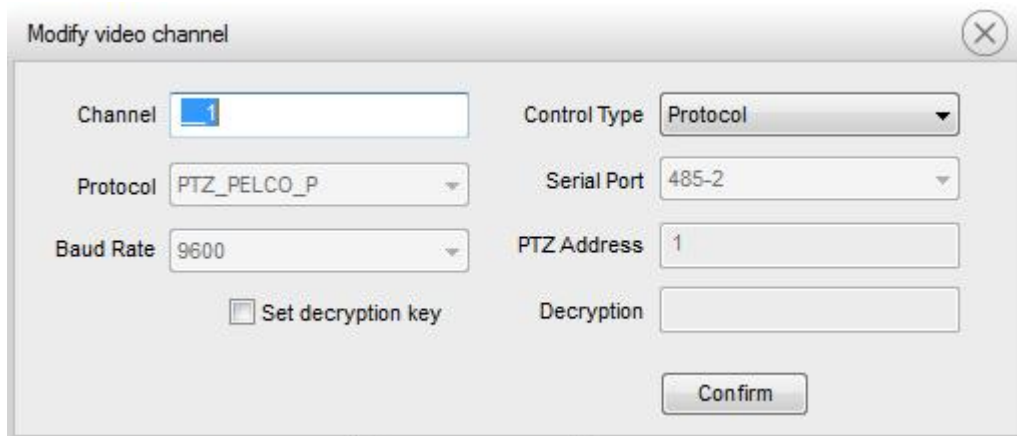 Modify video channel
Channel __1 Control Type Protocol
Protocol PTZ_PELCO_P Serial Port 485-2
Baud Rate 9600 PTZ Address 1
Set decryption key Decryption
Confirm